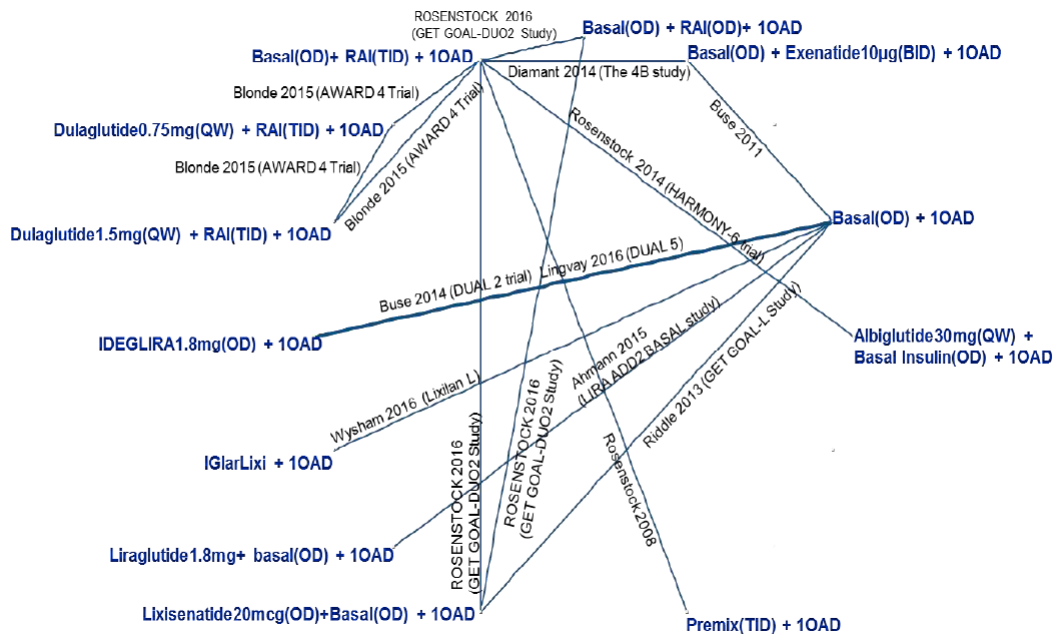 ROSENSTOCK 2016
(GET GOAL-DUO2 Study)
Basal(OD) + RAI(OD)+ 1OAD
Basal(OD)+ RAI(TID) + 1OAD
Basal(OD) + Exenatide10µg(BID) + 1OAD
Diamant 2014 (The 4B study)
Blonde 2015 (AWARD 4 Trial)
Dulaglutide0.75mg(QW) + RAI(TID) + 1OAD
Blonde 2015 (AWARD 4 Trial)
Blonde 2015 (AWARD 4 Trial)
Buse 2011
Rosenstock 2014 (HARMONY-6 trial)
Dulaglutide1.5mg(QW) + RAI(TID) + 1OAD
Basal(OD) + 1OAD
Buse 2014 (DUAL 2 trial) Lingvay 2016 (DUAL 5)
IDEGLIRA1.8mg(OD) + 1OAD
Albiglutide30mg(QW) +
Basal Insulin(OD) + 1OAD
Wysham 2016 (Lixilan L)
Ahmann 2015
(LIRA ADD2 BASAL study)
Riddle 2013 (GET GOAL-L Study)
IGlarLixi + 1OAD
ROSENSTOCK 2016
(GET GOAL-DUO2 Study)
ROSENSTOCK 2016
(GET GOAL-DUO2 Study)
Rosenstock 2008
Liraglutide1.8mg+ basal(OD) + 1OAD
Lixisenatide20mcg(OD)+Basal(OD) + 1OAD
Premix(TID) + 1OAD